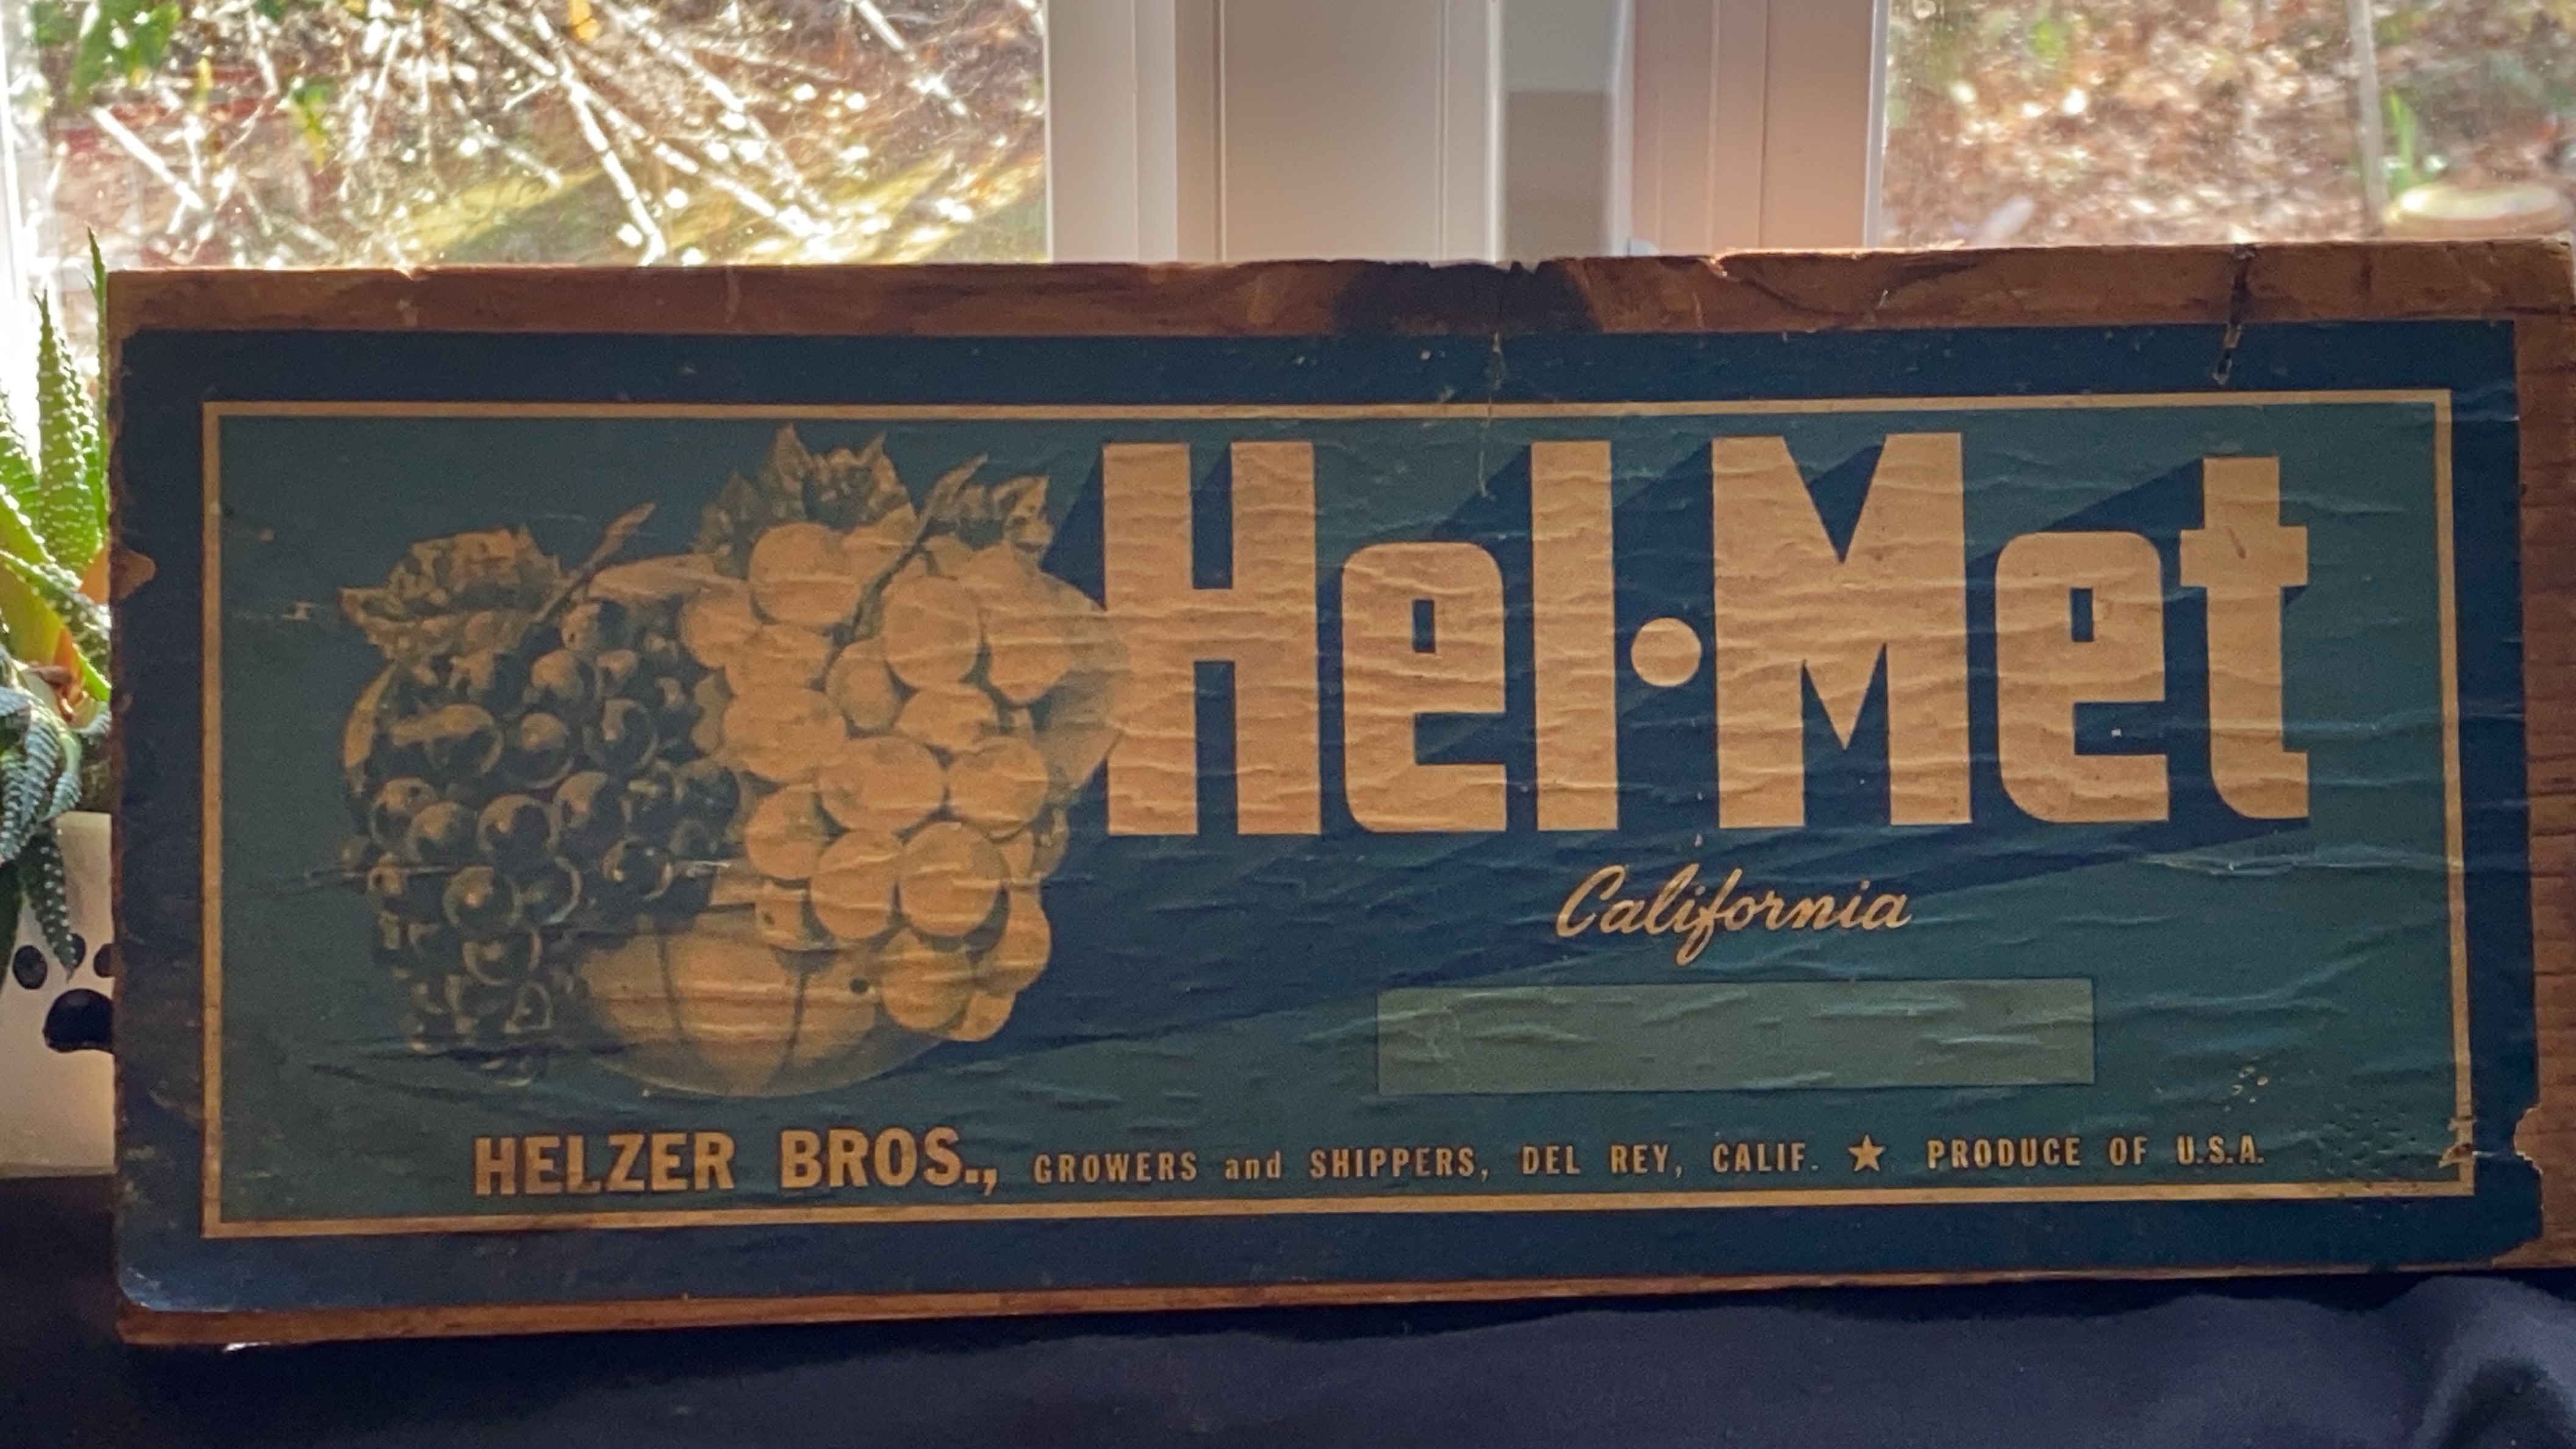 Hel·Met
California
HELZER BROS., GROWERS and SHIPPERS, DEL REY, CALIF. ★ PRODUCE OF U.S.A.